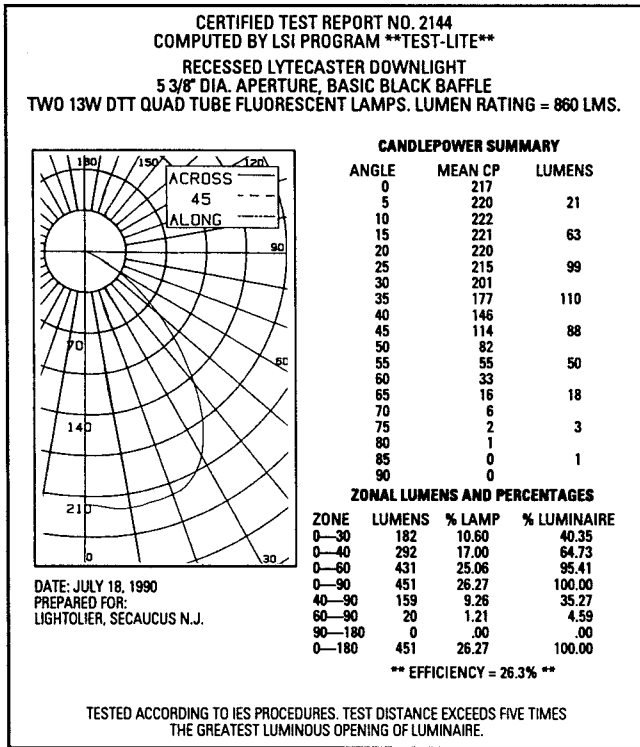 CERTIFIED TEST REPORT NO. 2144
COMPUTED BY LSI PROGRAM **TEST-LITE**
RECESSED LYTECASTER DOWNLIGHT
5 3/8" DIA. APERTURE, BASIC BLACK BAFFLE
TWO 13W DTT QUAD TUBE FLUORESCENT LAMPS. LUMEN RATING = 860 LMS.
180 150 120
ACROSS
45
ALONG
90
70
60
140
210
0 30
DATE: JULY 18, 1990
PREPARED FOR:
LIGHTOLIER, SECAUCUS N.J.
CANDLEPOWER SUMMARY
ANGLE MEAN CP LUMENS
0 217
5 220 21
10 222
15 221 63
20 220
25 215 99
30 201
35 177 110
40 146
45 114 88
50 82
55 55 50
60 33
65 16 18
70 6
75 2 3
80 1
85 0 1
90 0
ZONAL LUMENS AND PERCENTAGES
ZONE LUMENS % LAMP % LUMINAIRE
0—30 182 10.60 40.35
0—40 292 17.00 64.73
0—60 431 25.06 95.41
0—90 451 26.27 100.00
40—90 159 9.26 35.27
60—90 20 1.21 4.59
90—180 0 .00 .00
0—180 451 26.27 100.00
** EFFICIENCY = 26.3% **
TESTED ACCORDING TO IES PROCEDURES. TEST DISTANCE EXCEEDS FIVE TIMES
THE GREATEST LUMINOUS OPENING OF LUMINAIRE.